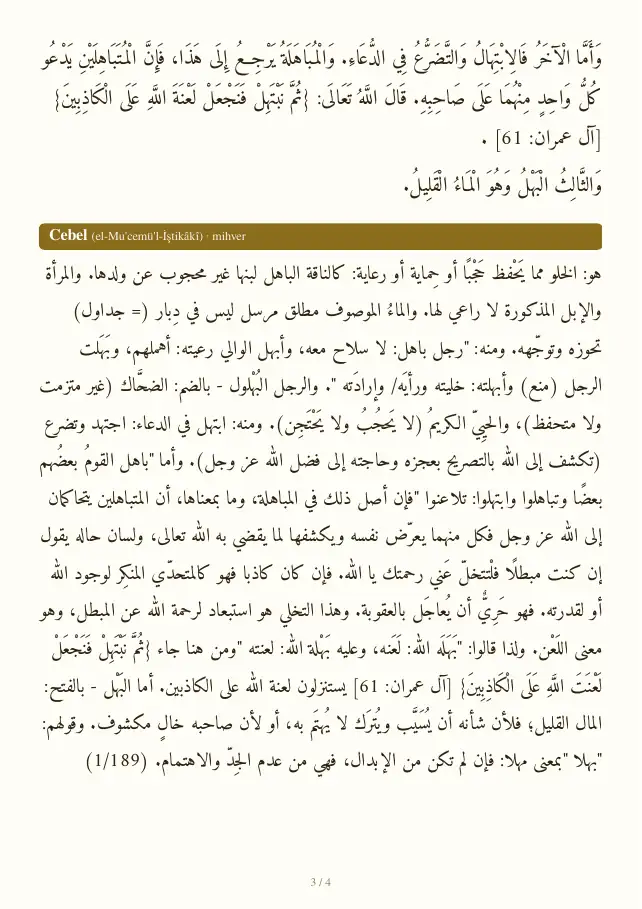 وَأَمَّا الْآخَرُ فَالِابْتِهَالُ وَالتَّضَرُّعُ فِي الدُّعَاءِ. وَالْمُبَاهَلَةُ يَرْجِعُ إِلَى هَذَا، فَإِنَّ الْمُتَبَاهِلَيْنِ يَدْعُو
كُلُّ وَاحِدٍ مِنْهُمَا عَلَى صَاحِبِهِ. قَالَ اللَّهُ تَعَالَى: {ثُمَّ نَبْتَهِلْ فَنَجْعَلْ لَعْنَةَ اللَّهِ عَلَى الْكَاذِبِينَ}
[آل عمران: 61] .
وَالثَّالِثُ الْبَهْلُ وَهُوَ الْمَاءُ الْقَلِيلُ.
Cebel (el-Mu'cemü'l-İştikâkī) · mihver
هو: الخلو مما يَحْفظ حَجْبًا أو حِماية أو رعاية: كالناقة الباهل لبنها غير محجوب عن ولدها. والمرأة
والإبل المذكورة لا راعي لها. والماءُ الموصوف مطلق مرسل ليس في دِبار (= جداول)
تحوزه وتوجّهه. ومنه: "رجل باهل: لا سلاح معه، وأبهل الوالي رعيته: أهملهم، وبَهَلت
الرجل (منع) وأبهلته: خليته ورأيَه/ وإرادَته ". والرجل البُهْلول - بالضم: الضحَّاك (غير متزمت
ولا متحفظ)، والحيِيّ الكريمُ (لا يَحجُبُ ولا يَحْتَجِن). ومنه: ابتهل في الدعاء: اجتهد وتضرع
(تكشف إلى الله بالتصريح بعجزه وحاجته إلى فضل الله عز وجل). وأما "باهل القومُ بعضُهم
بعضًا وتباهلوا وابتهلوا: تلاعنوا "فإن أصل ذلك في المباهلة، وما بمعناها، أن المتباهلين يتحاكمان
إلى الله عز وجل فكل منهما يعرّض نفسه ويكشفها لما يقضي به الله تعالى، ولسان حاله يقول
إن كنت مبطلًا فلْتتخلّ عَني رحمتك يا الله. فإن كان كاذبا فهو كالمتحدّي المنكِر لوجود الله
أو لقدرته. فهو حَرِيٌّ أن يُعاجَل بالعقوبة. وهذا التخلي هو استبعاد لرحمة الله عن المبطل، وهو
معنى اللَعْن. ولذا قالوا: "بَهَلَه الله: لَعَنه، وعليه بَهْلة الله: لعنته "ومن هنا جاء {ثُمَّ نَبْتَهِلْ فَنَجْعَلْ
لَعْنَتَ اللَّهِ عَلَى الْكَاذِبِينَ} [آل عمران: 61] يستنزلون لعنة الله على الكاذبين. أما البَهْل - بالفتح:
المال القليل؛ فلأن شأنه أن يُسَيَّب ويُترَك لا يُهتَم به، أو لأن صاحبه خالٍ مكشوف. وقولهم:
"بهلا "بمعنى مهلا: فإن لم تكن من الإبدال، فهي من عدم الجِدّ والاهتمام. (1/189)
3 / 4